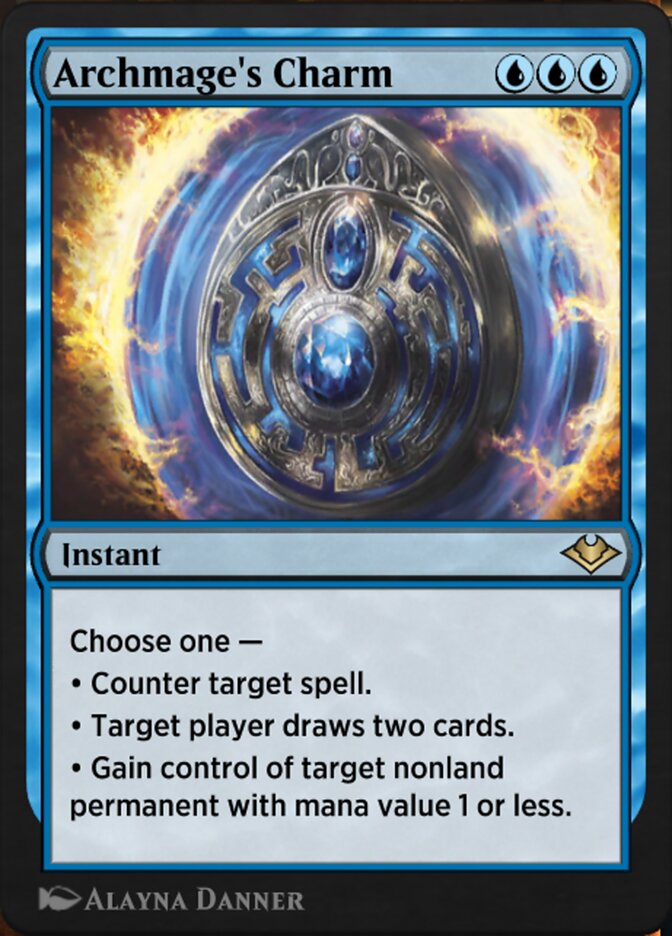 Archmage's Charm
Instant
Choose one —
• Counter target spell.
• Target player draws two cards.
• Gain control of target nonland
permanent with mana value 1 or less.
Alayna Danner